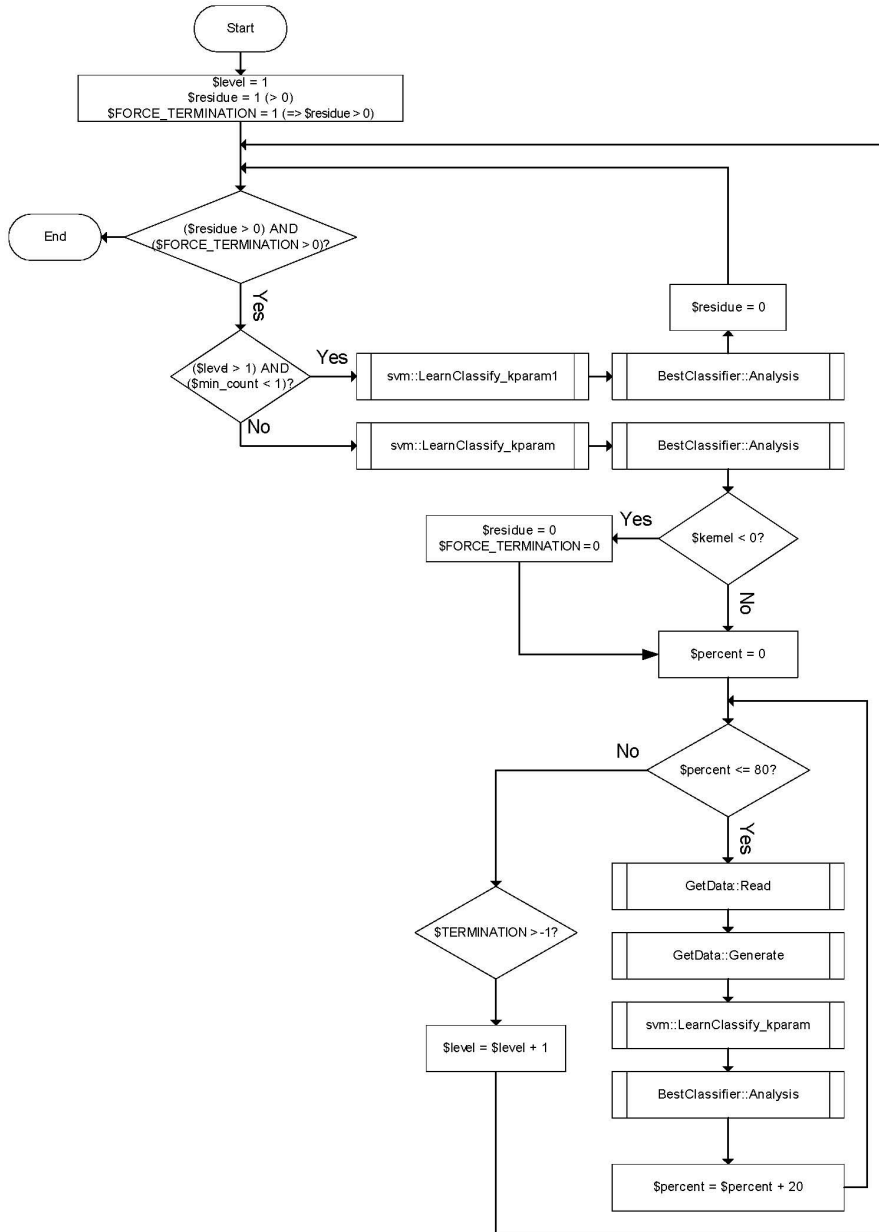 Start
$level = 1
$residue = 1 (> 0)
$FORCE_TERMINATION = 1 (=> $residue > 0)
($residue > 0) AND
($FORCE_TERMINATION > 0)?
End
Yes
$residue = 0
($level > 1) AND
($min_count < 1)?
Yes
svm::LearnClassify_kparam1
BestClassifier::Analysis
No
svm::LearnClassify_kparam
BestClassifier::Analysis
$kernel < 0?
Yes
$residue = 0
$FORCE_TERMINATION = 0
No
$percent = 0
$percent <= 80?
No
Yes
GetData::Read
$TERMINATION > -1?
GetData::Generate
svm::LearnClassify_kparam
$level = $level + 1
BestClassifier::Analysis
$percent = $percent + 20